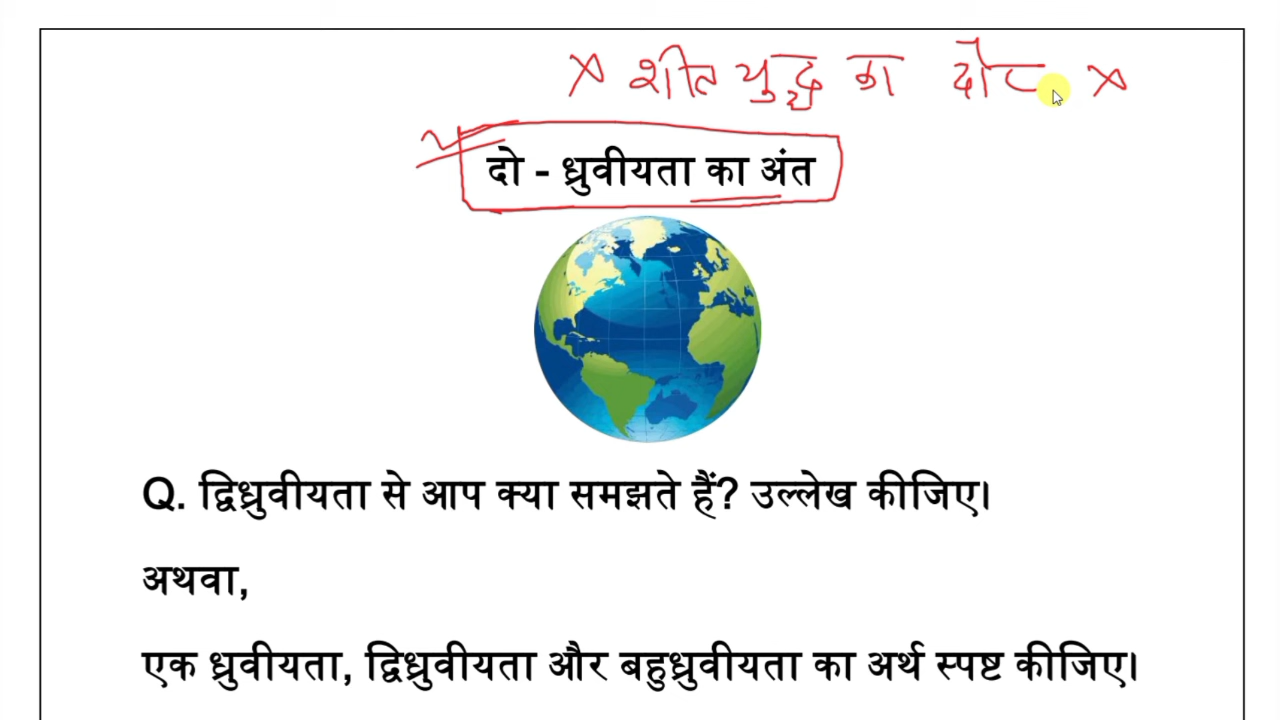 x शीत युद्ध का दौर x
दो - ध्रुवीयता का अंत
Q. द्विध्रुवीयता से आप क्या समझते हैं? उल्लेख कीजिए।
अथवा,
एक ध्रुवीयता, द्विध्रुवीयता और बहुध्रुवीयता का अर्थ स्पष्ट कीजिए।